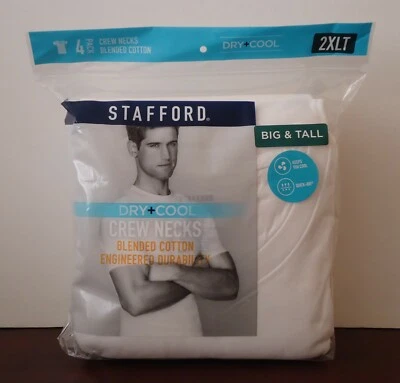 4 PACK
CREW NECKS
BLENDED COTTON
DRY+COOL
2XLT
STAFFORD®
BIG & TALL
DRY+COOL
CREW NECKS
BLENDED COTTON
ENGINEERED DURABILITY